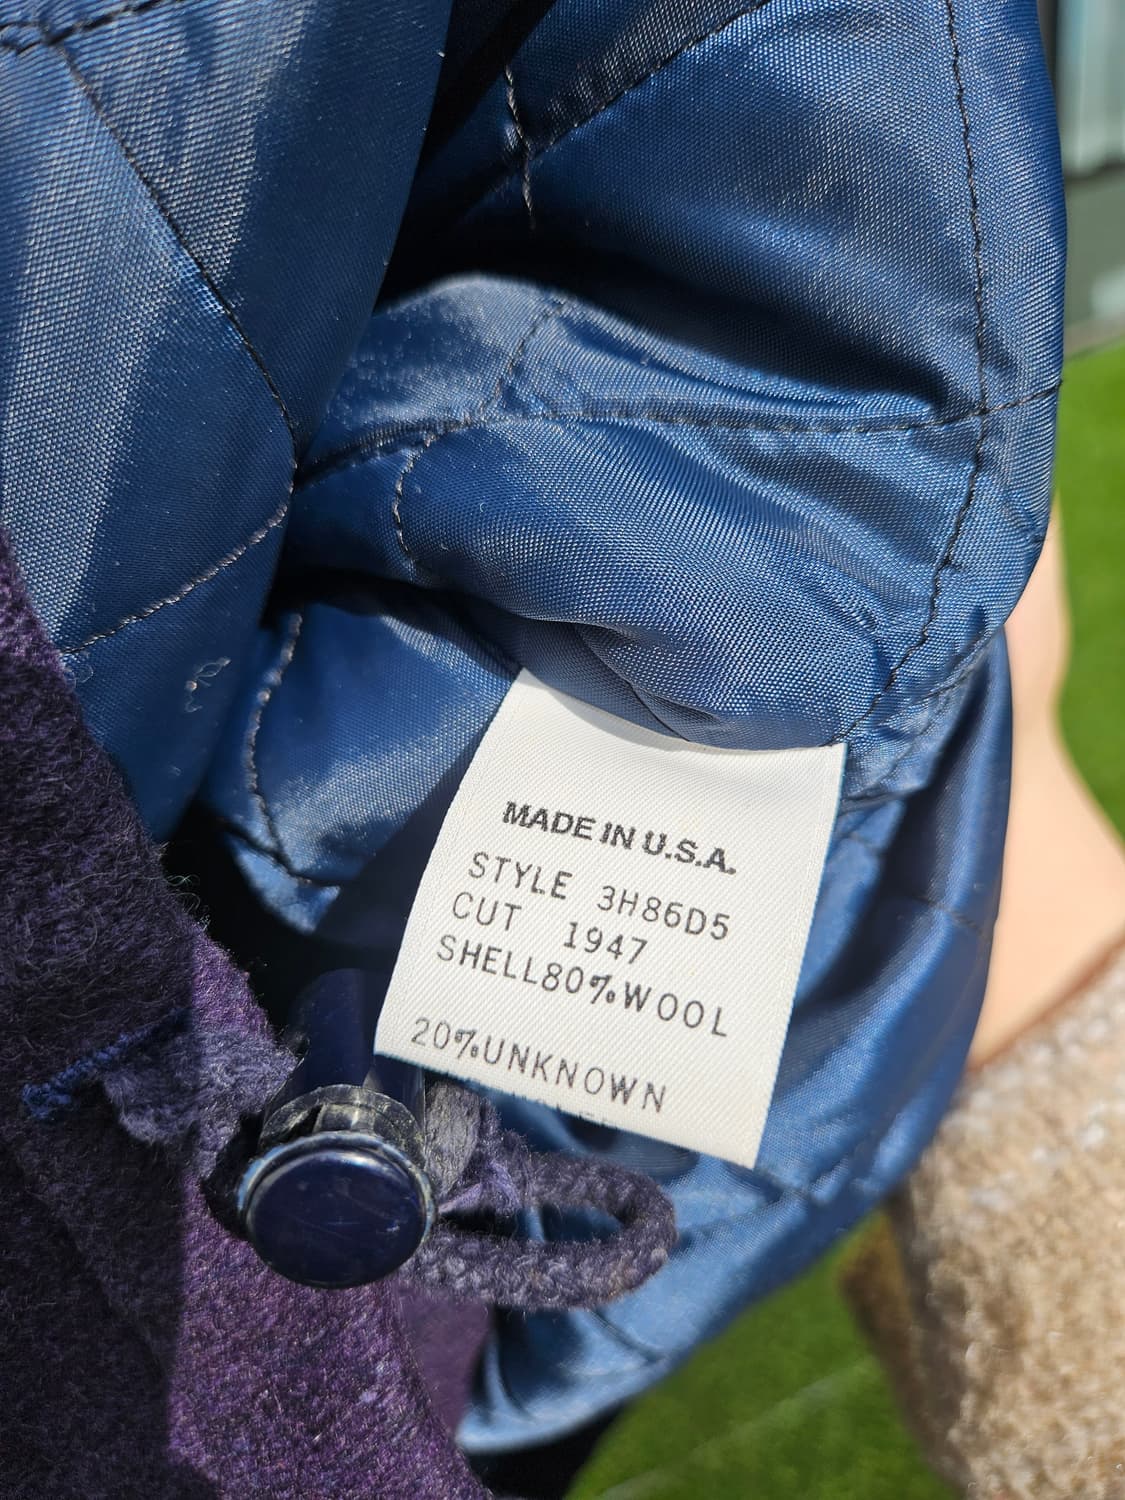 MADE IN U.S.A.
STYLE 3H86D5
CUT 1947
SHELL80%WOOL
20%UNKNOWN